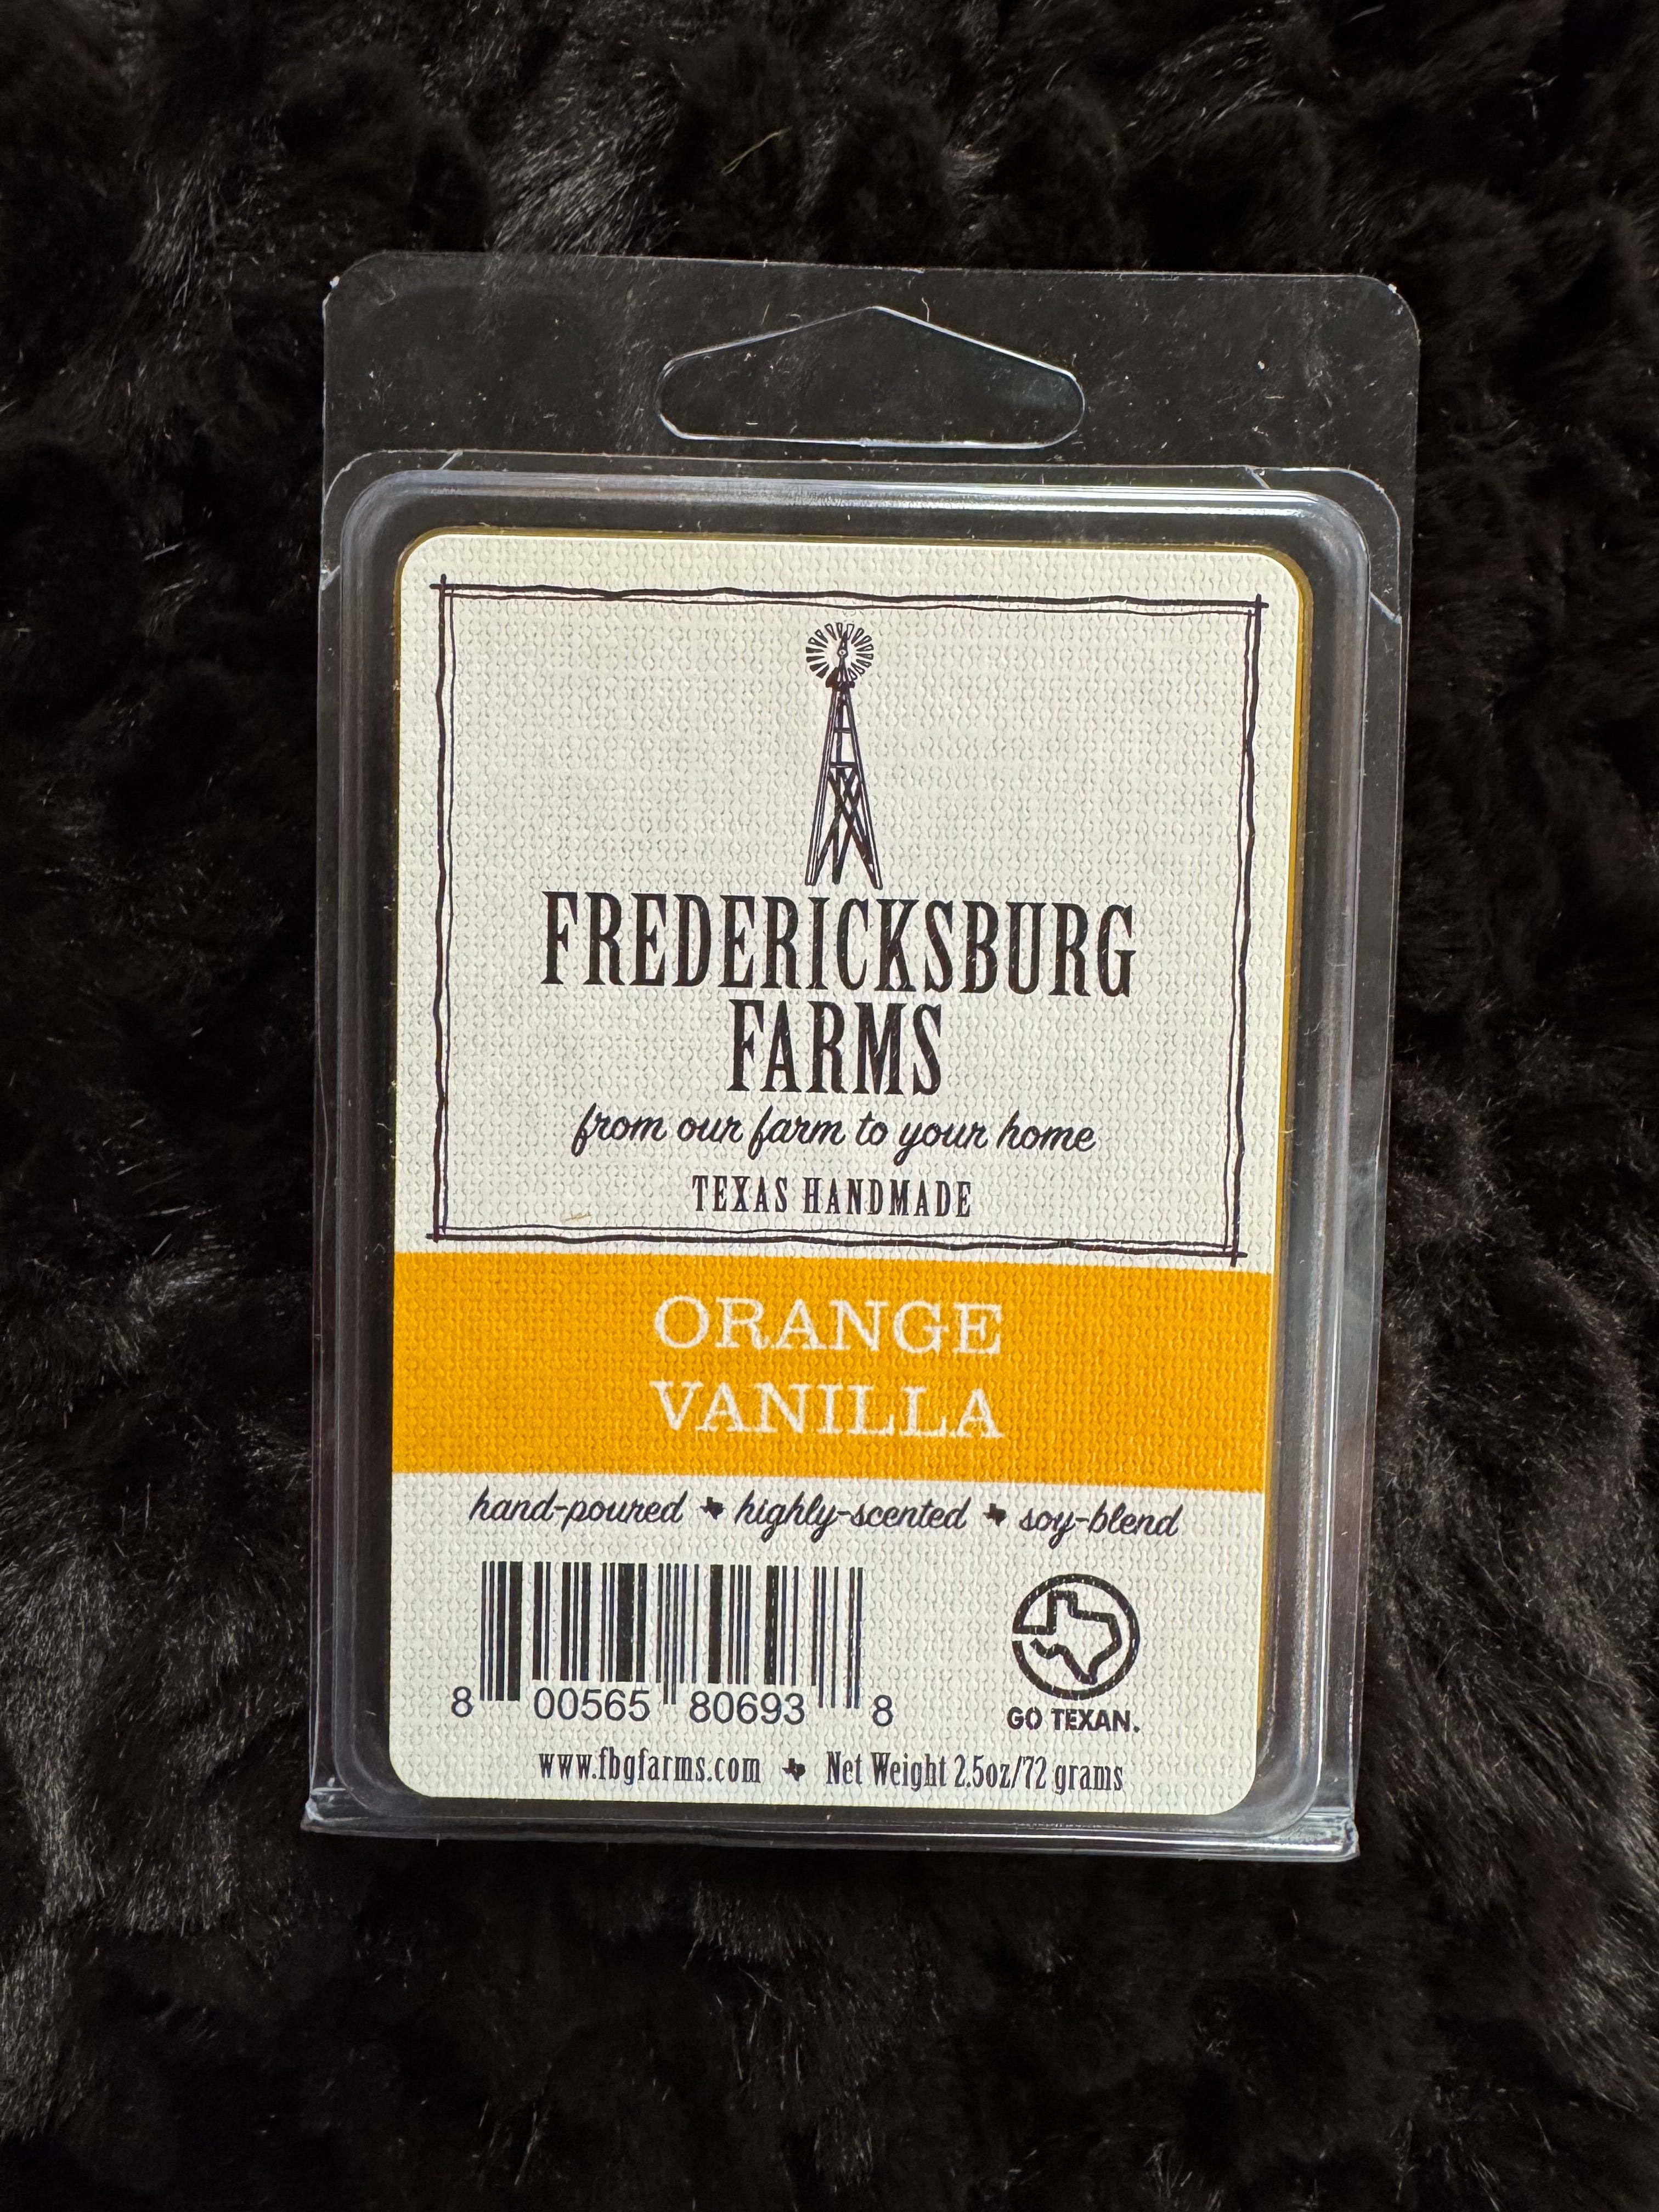 FREDERICKSBURG
FARMS
from our farm to your home
TEXAS HANDMADE
ORANGE
VANILLA
hand-poured highly-scented soy-blend
8 00565 80693 8
GO TEXAN.
www.fbgfarms.com Net Weight 2.5oz/72 grams